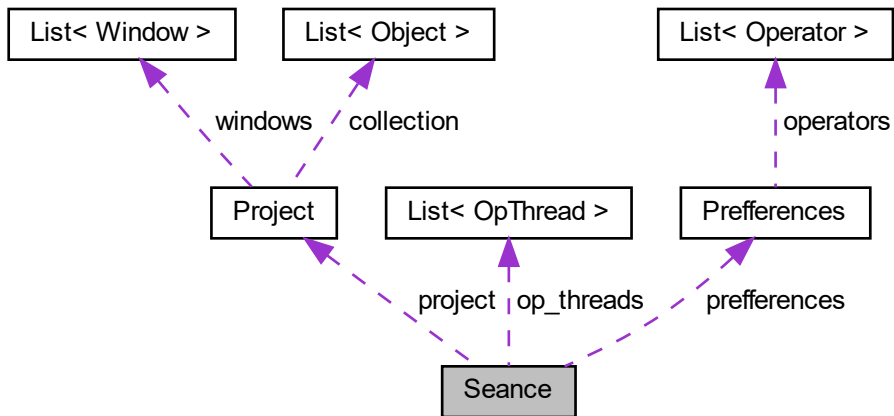 List< Window >
List< Object >
List< Operator >
windows
collection
operators
Project
List< OpThread >
Prefferences
project
op_threads
prefferences
Seance